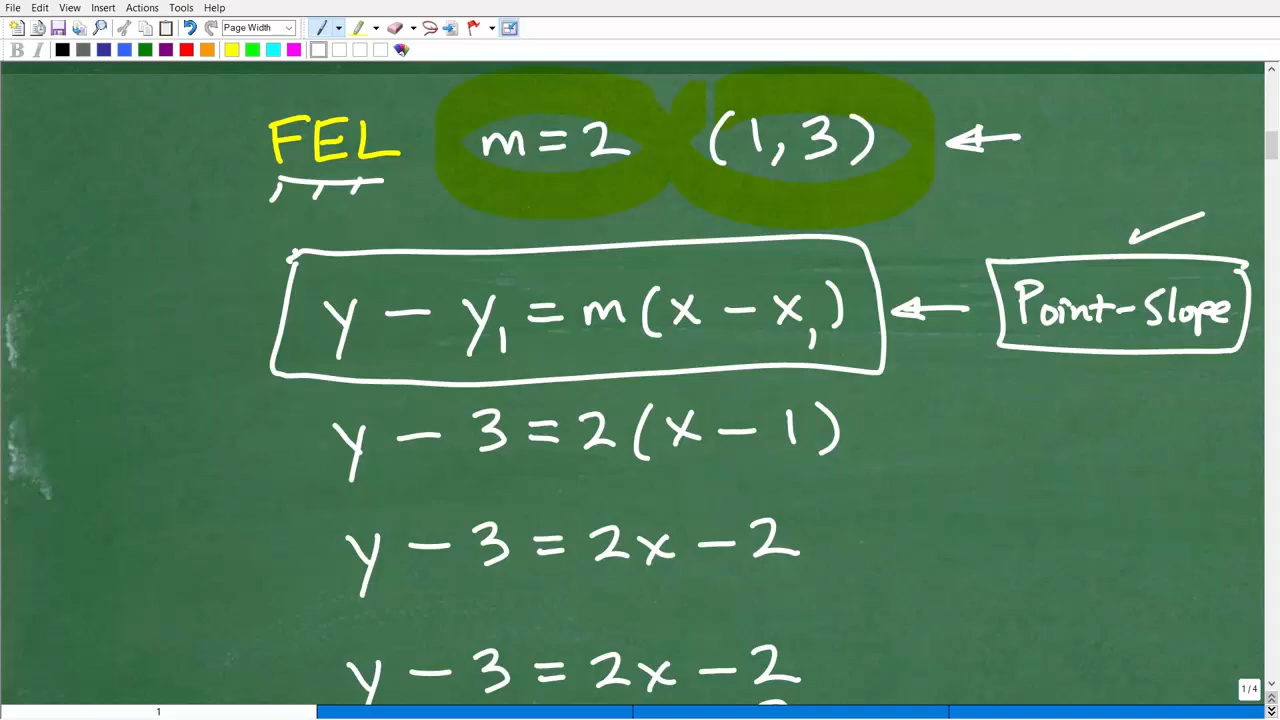 File Edit View Insert Actions Tools Help
Page Width
B I
FEL m = 2 (1, 3)
y - y₁ = m(x - x₁) Point-Slope
y - 3 = 2(x - 1)
y - 3 = 2x - 2
y - 3 = 2x - 2
1 / 4
1